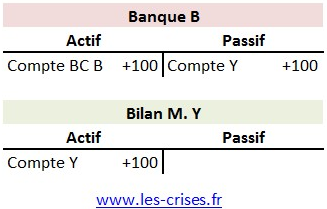 Banque B
Actif Passif
Compte BC B +100 Compte Y +100
Bilan M. Y
Actif Passif
Compte Y +100
www.les-crises.fr